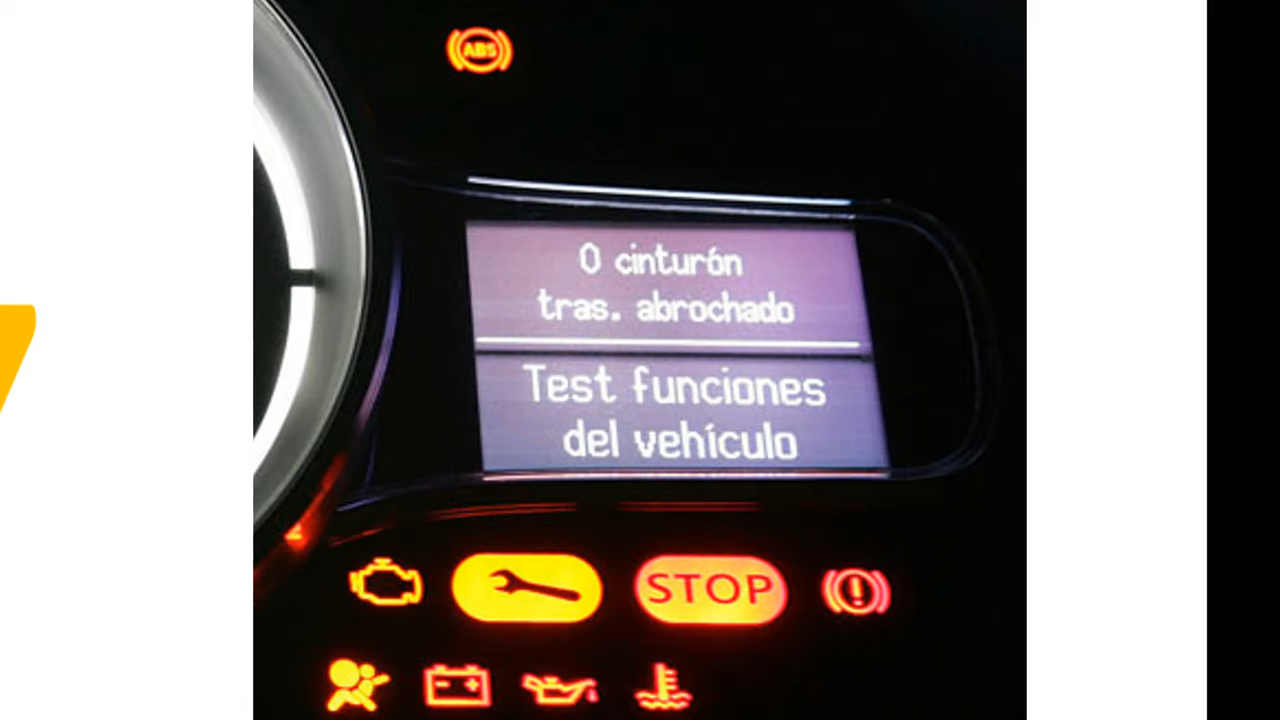 ABS
0 cinturón
tras. abrochado
Test funciones
del vehículo
STOP